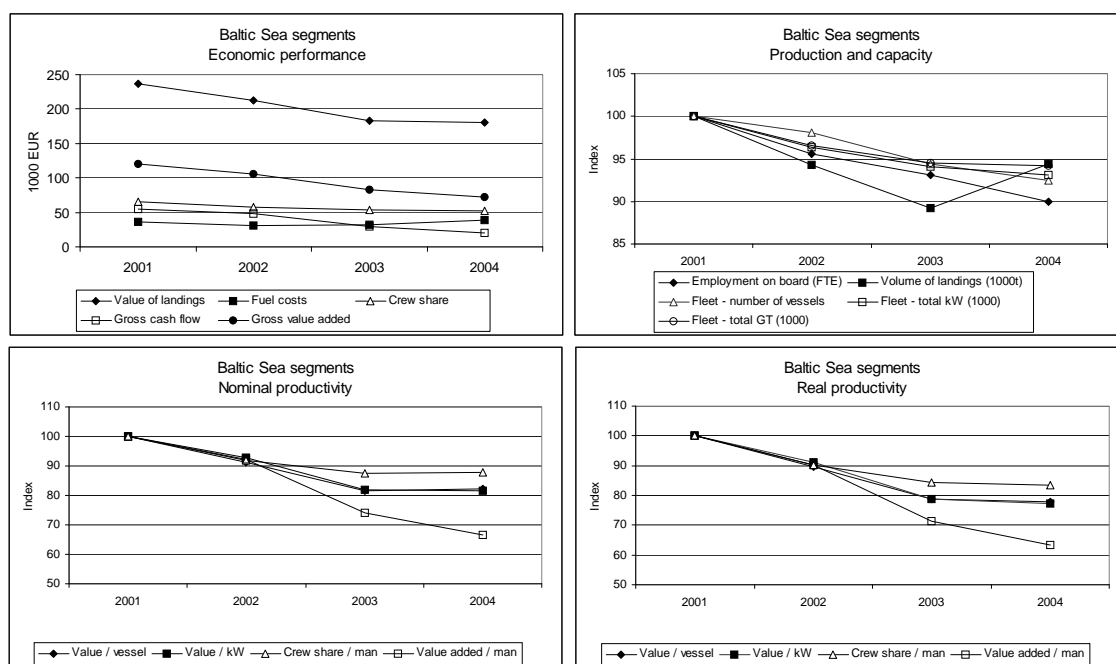 Baltic Sea segments
Economic performance
250
200
150
100
50
0
1000 EUR
2001 2002 2003 2004
Value of landings Fuel costs Crew share
Gross cash flow Gross value added
Baltic Sea segments
Production and capacity
105
100
95
90
85
Index
2001 2002 2003 2004
Employment on board (FTE) Volume of landings (1000t)
Fleet - number of vessels Fleet - total kW (1000)
Fleet - total GT (1000)
Baltic Sea segments
Nominal productivity
110
100
90
80
70
60
50
Index
2001 2002 2003 2004
Value / vessel Value / kW Crew share / man Value added / man
Baltic Sea segments
Real productivity
110
100
90
80
70
60
50
Index
2001 2002 2003 2004
Value / vessel Value / kW Crew share / man Value added / man